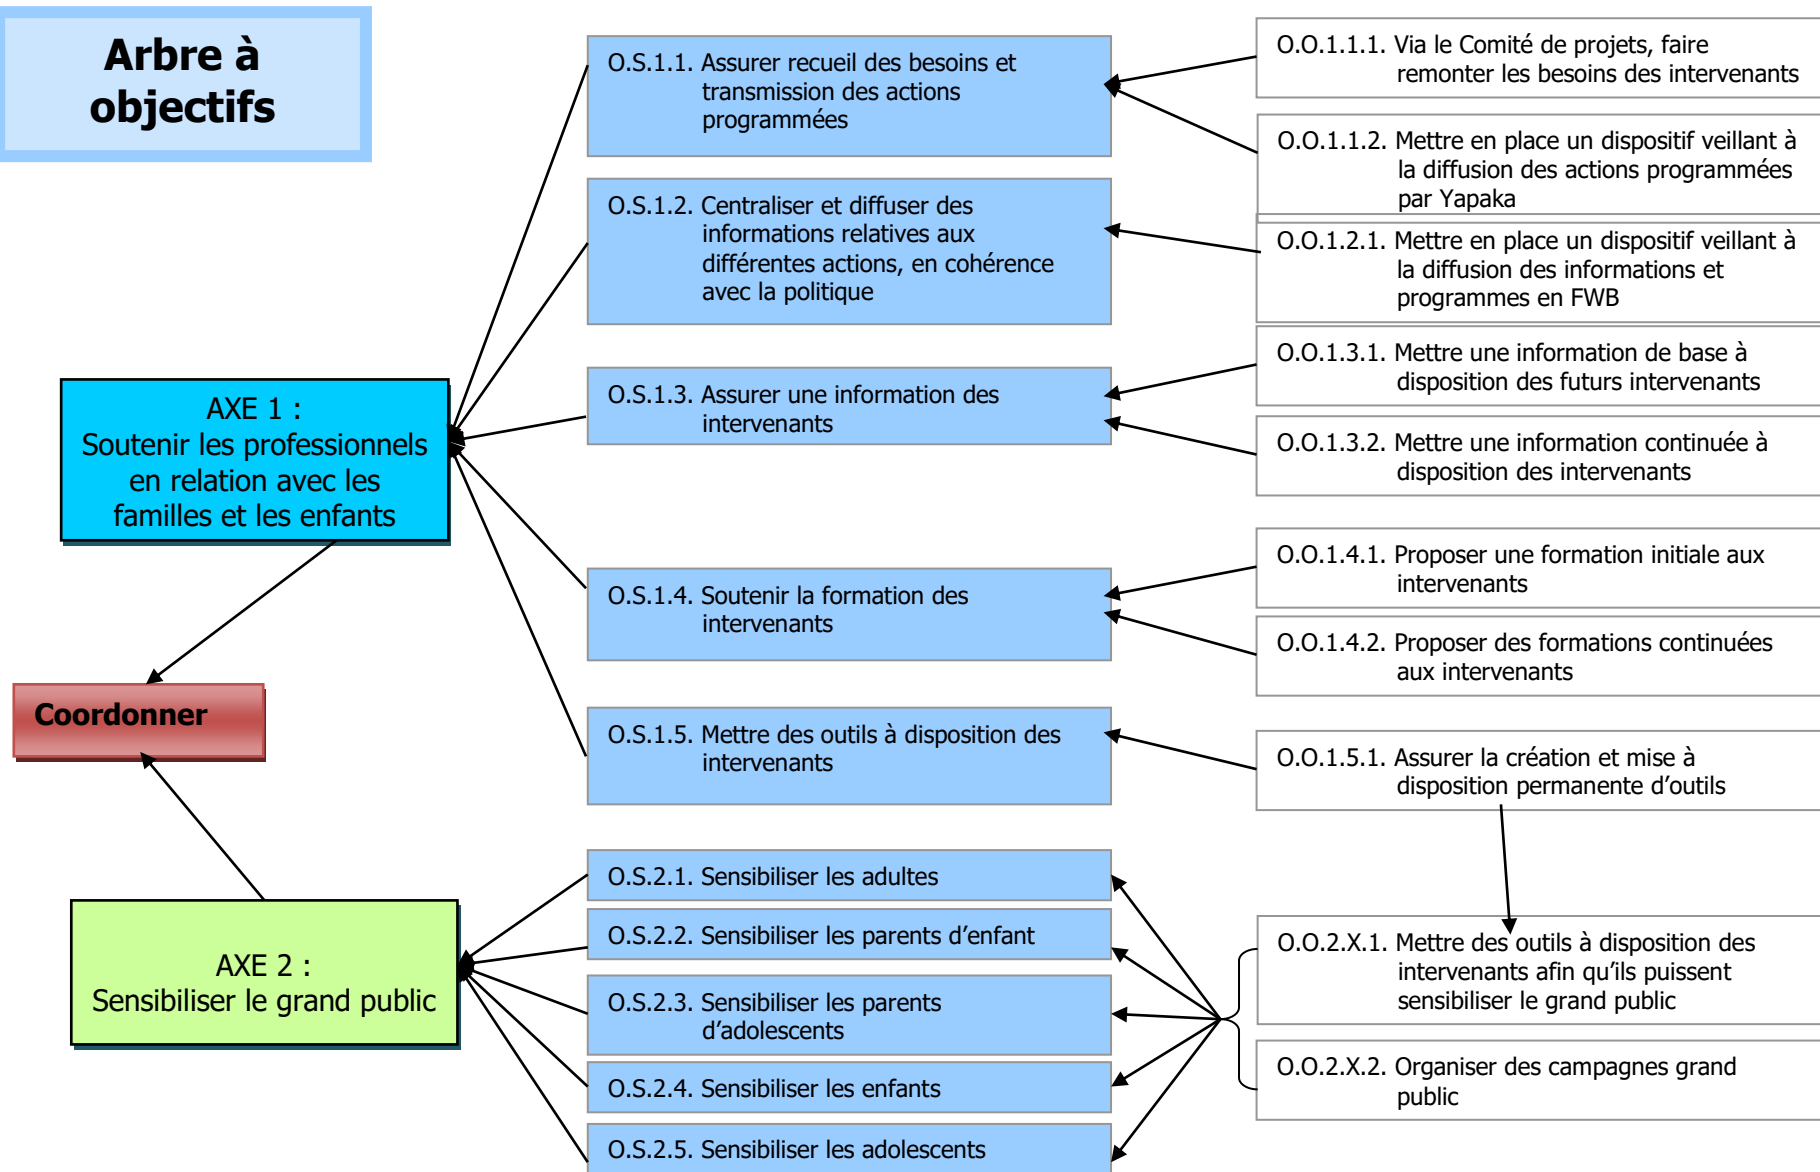 Arbre à
objectifs
O.S.1.1. Assurer recueil des besoins et
transmission des actions
programmées
O.O.1.1.1. Via le Comité de projets, faire
remonter les besoins des intervenants
O.O.1.1.2. Mettre en place un dispositif veillant à
la diffusion des actions programmées
par Yapaka
O.S.1.2. Centraliser et diffuser des
informations relatives aux
différentes actions, en cohérence
avec la politique
O.O.1.2.1. Mettre en place un dispositif veillant à
la diffusion des informations et
programmes en FWB
AXE 1 :
Soutenir les professionnels
en relation avec les
familles et les enfants
O.S.1.3. Assurer une information des
intervenants
O.O.1.3.1. Mettre une information de base à
disposition des futurs intervenants
O.O.1.3.2. Mettre une information continuée à
disposition des intervenants
O.S.1.4. Soutenir la formation des
intervenants
O.O.1.4.1. Proposer une formation initiale aux
intervenants
O.O.1.4.2. Proposer des formations continuées
aux intervenants
Coordonner
O.S.1.5. Mettre des outils à disposition des
intervenants
O.O.1.5.1. Assurer la création et mise à
disposition permanente d’outils
AXE 2 :
Sensibiliser le grand public
O.S.2.1. Sensibiliser les adultes
O.S.2.2. Sensibiliser les parents d’enfant
O.S.2.3. Sensibiliser les parents
d’adolescents
O.S.2.4. Sensibiliser les enfants
O.S.2.5. Sensibiliser les adolescents
O.O.2.X.1. Mettre des outils à disposition des
intervenants afin qu’ils puissent
sensibiliser le grand public
O.O.2.X.2. Organiser des campagnes grand
public